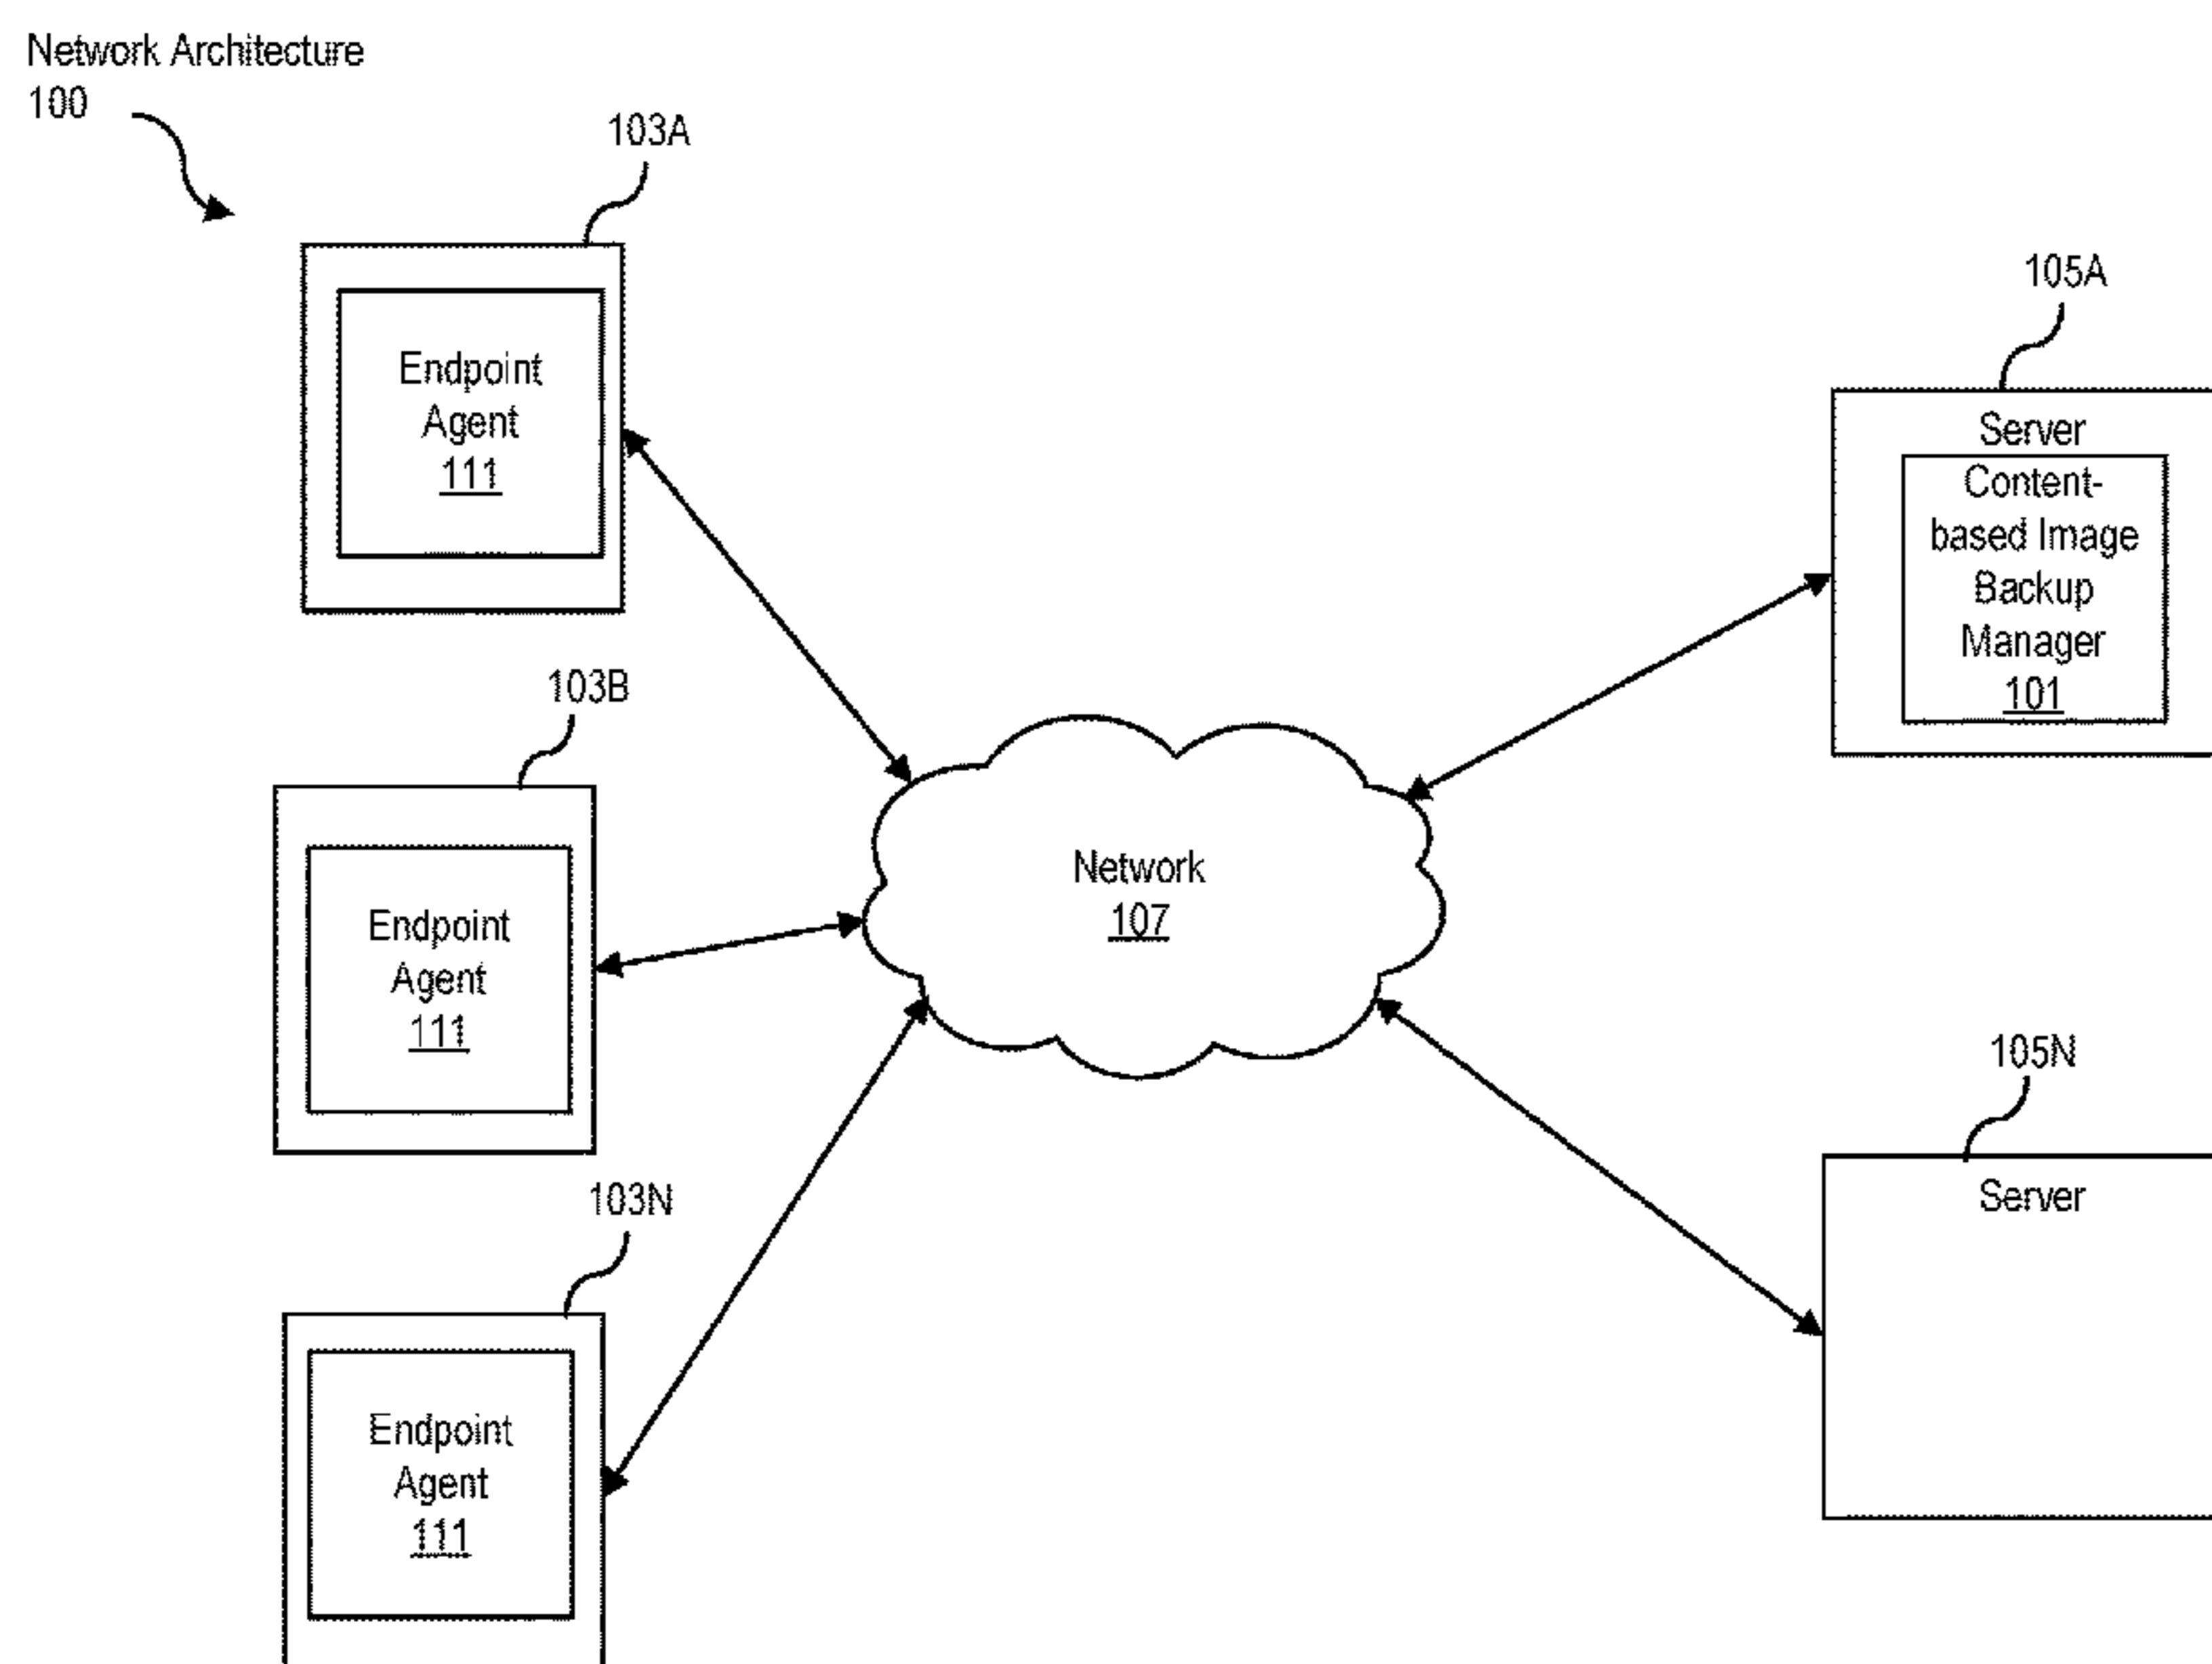 Network Architecture
100
103A
Endpoint
Agent
111
103B
Endpoint
Agent
111
103N
Endpoint
Agent
111
Network
107
105A
Server
Content-
based Image
Backup
Manager
101
105N
Server